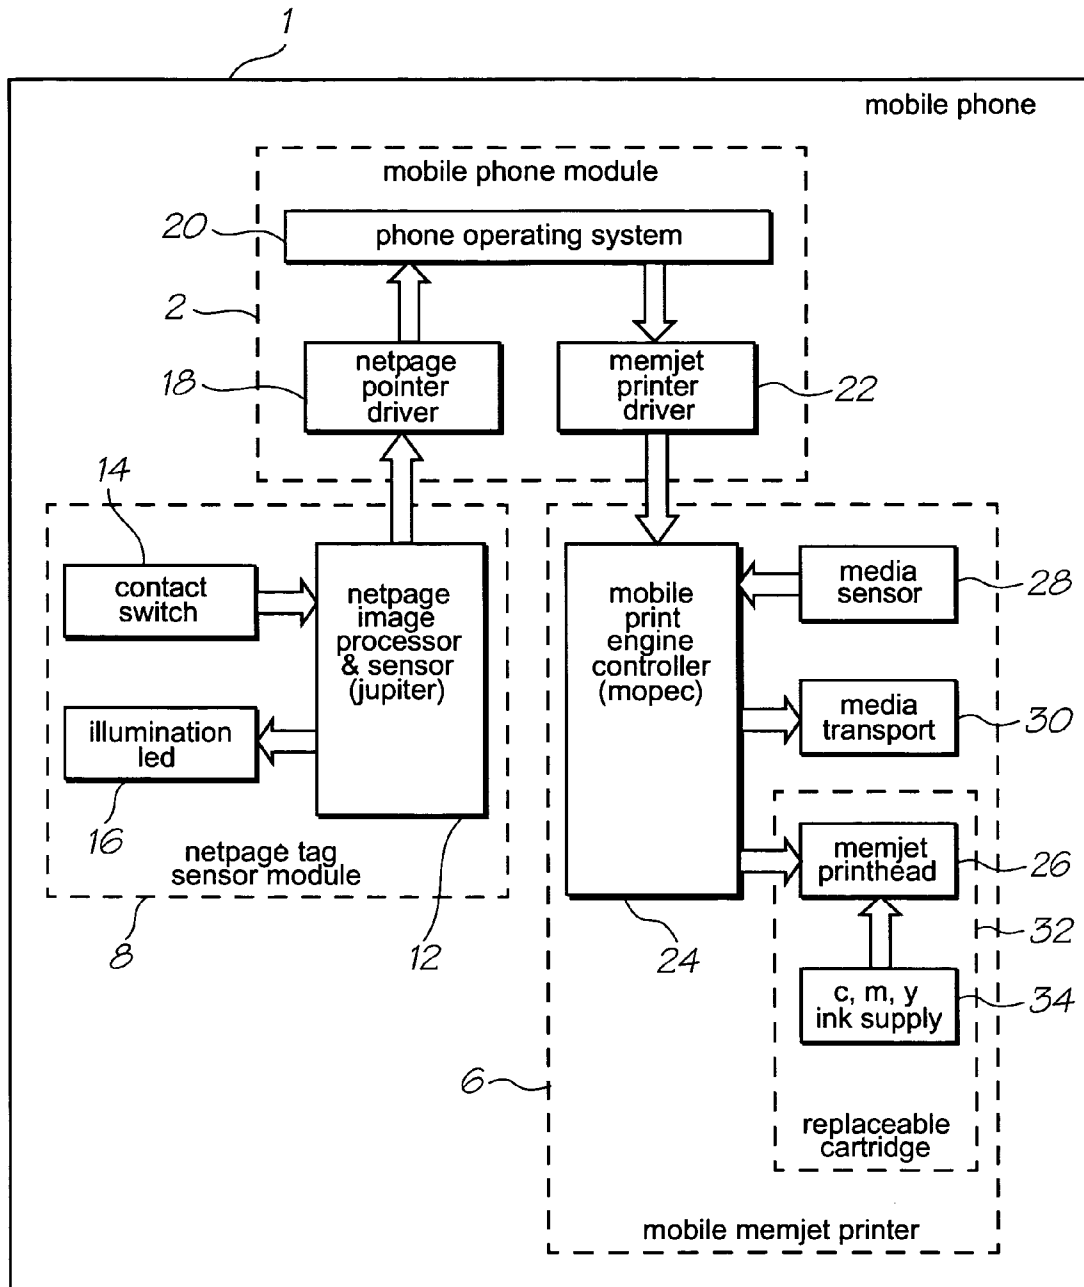 1
mobile phone
mobile phone module
20
phone operating system
2
18
netpage
pointer
driver
memjet
printer
driver
22
14
contact
switch
netpage
image
processor
& sensor
(jupiter)
illumination
led
16
netpage tag
sensor module
8
12
mobile
print
engine
controller
(mopec)
media
sensor
28
media
transport
30
memjet
printhead
26
24
32
c, m, y
ink supply
34
6
replaceable
cartridge
mobile memjet printer